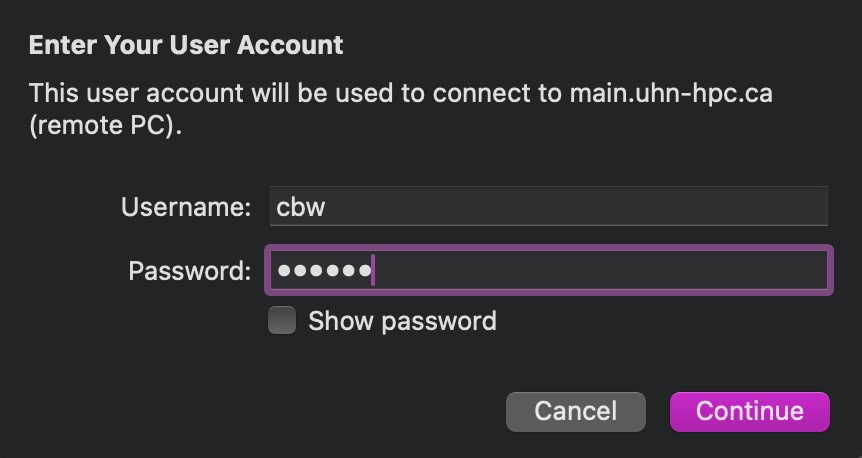 Enter Your User Account
This user account will be used to connect to main.uhn-hpc.ca
(remote PC).
Username: cbw
Password: ••••••
Show password
Cancel Continue